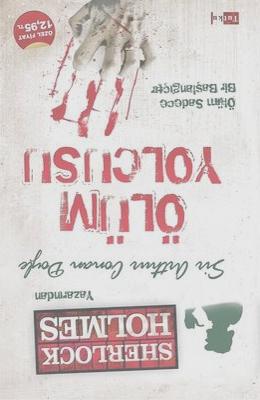 SHERLOCK
HOLMES
Yazarından
Sir Arthur Conan Doyle
ÖLÜM
YOLCUSU
Ölüm Sadece
Bir Başlangıçtır
ÖZEL FİYAT
12,95 TL
Tutku